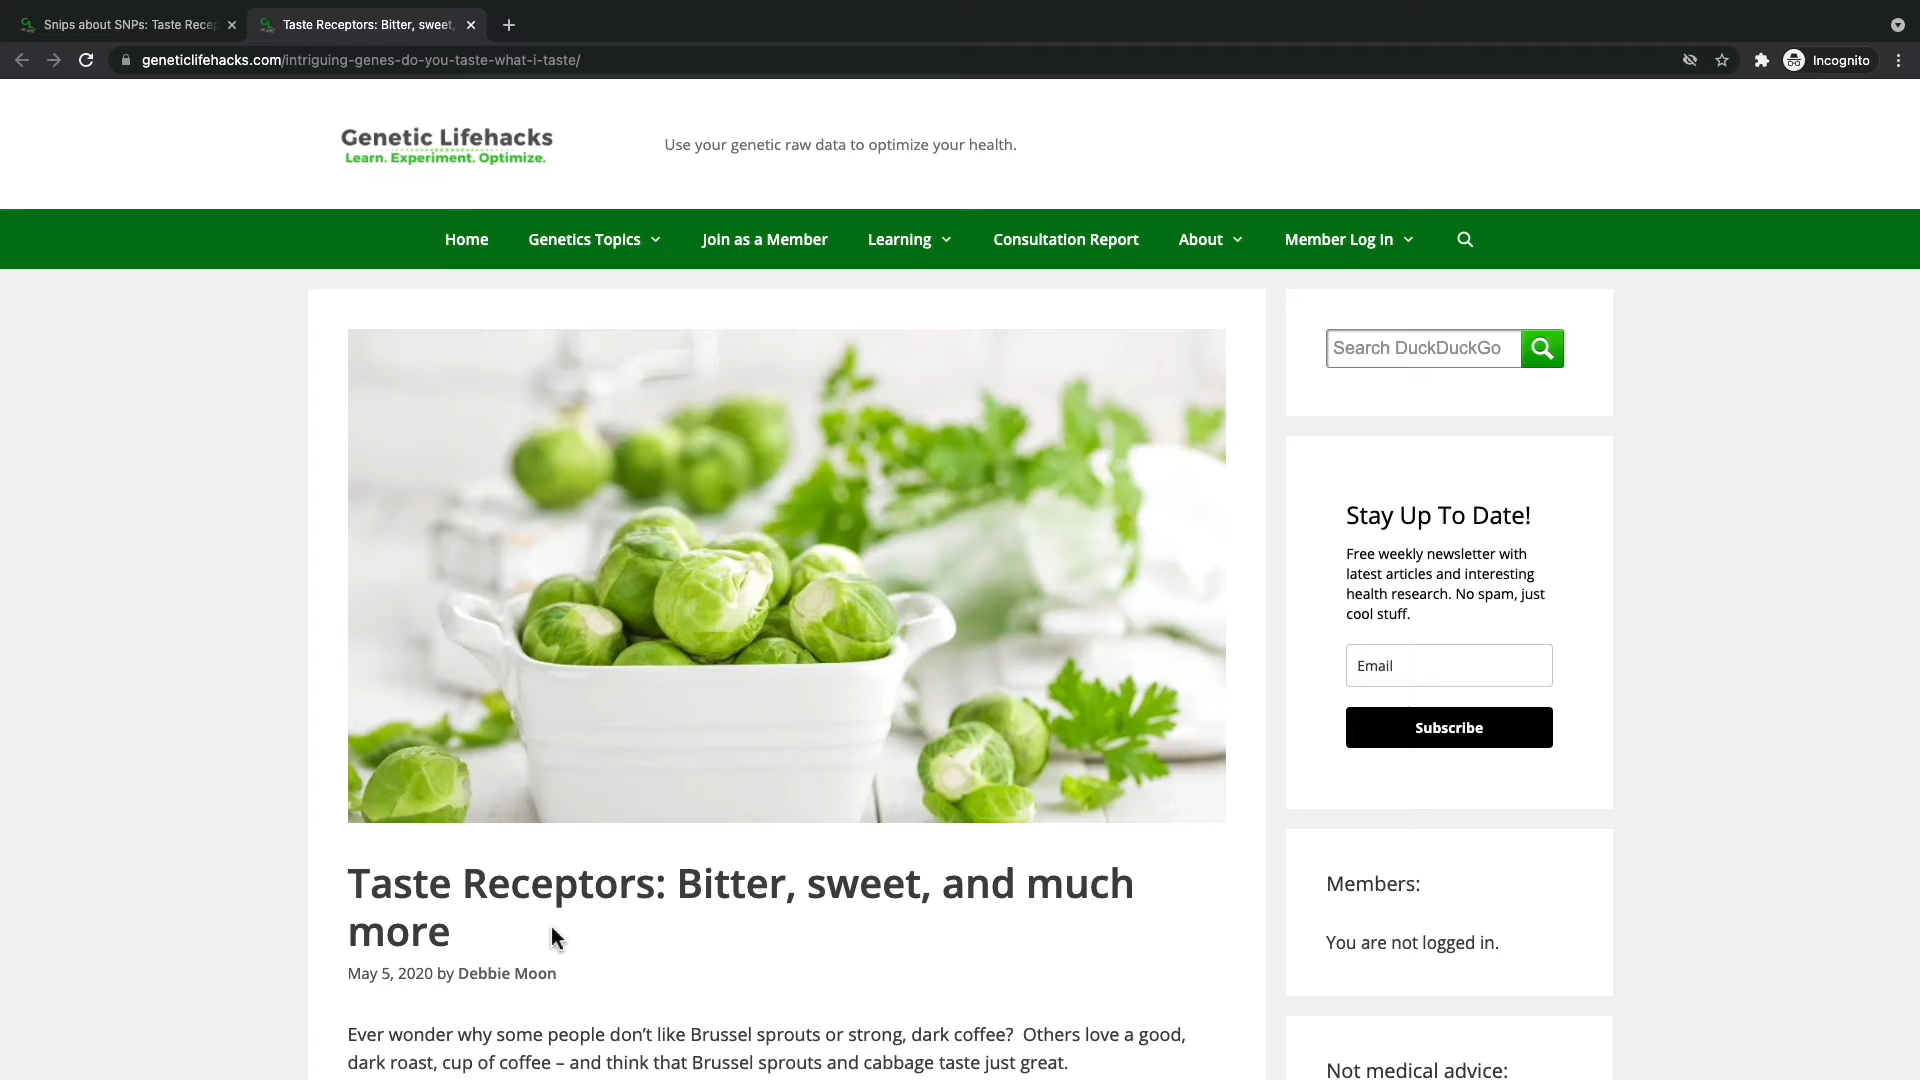 Snips about SNPs: Taste Recep
Taste Receptors: Bitter, sweet,
geneticlifehacks.com/intriguing-genes-do-you-taste-what-i-taste/
Incognito
Genetic Lifehacks
Learn. Experiment. Optimize.
Use your genetic raw data to optimize your health.
Home
Genetics Topics
Join as a Member
Learning
Consultation Report
About
Member Log In
Search DuckDuckGo
Stay Up To Date!
Free weekly newsletter with
latest articles and interesting
health research. No spam, just
cool stuff.
Email
Subscribe
Taste Receptors: Bitter, sweet, and much
more
May 5, 2020 by Debbie Moon
Ever wonder why some people don't like Brussel sprouts or strong, dark coffee? Others love a good,
dark roast, cup of coffee – and think that Brussel sprouts and cabbage taste just great.
Members:
You are not logged in.
Not medical advice: